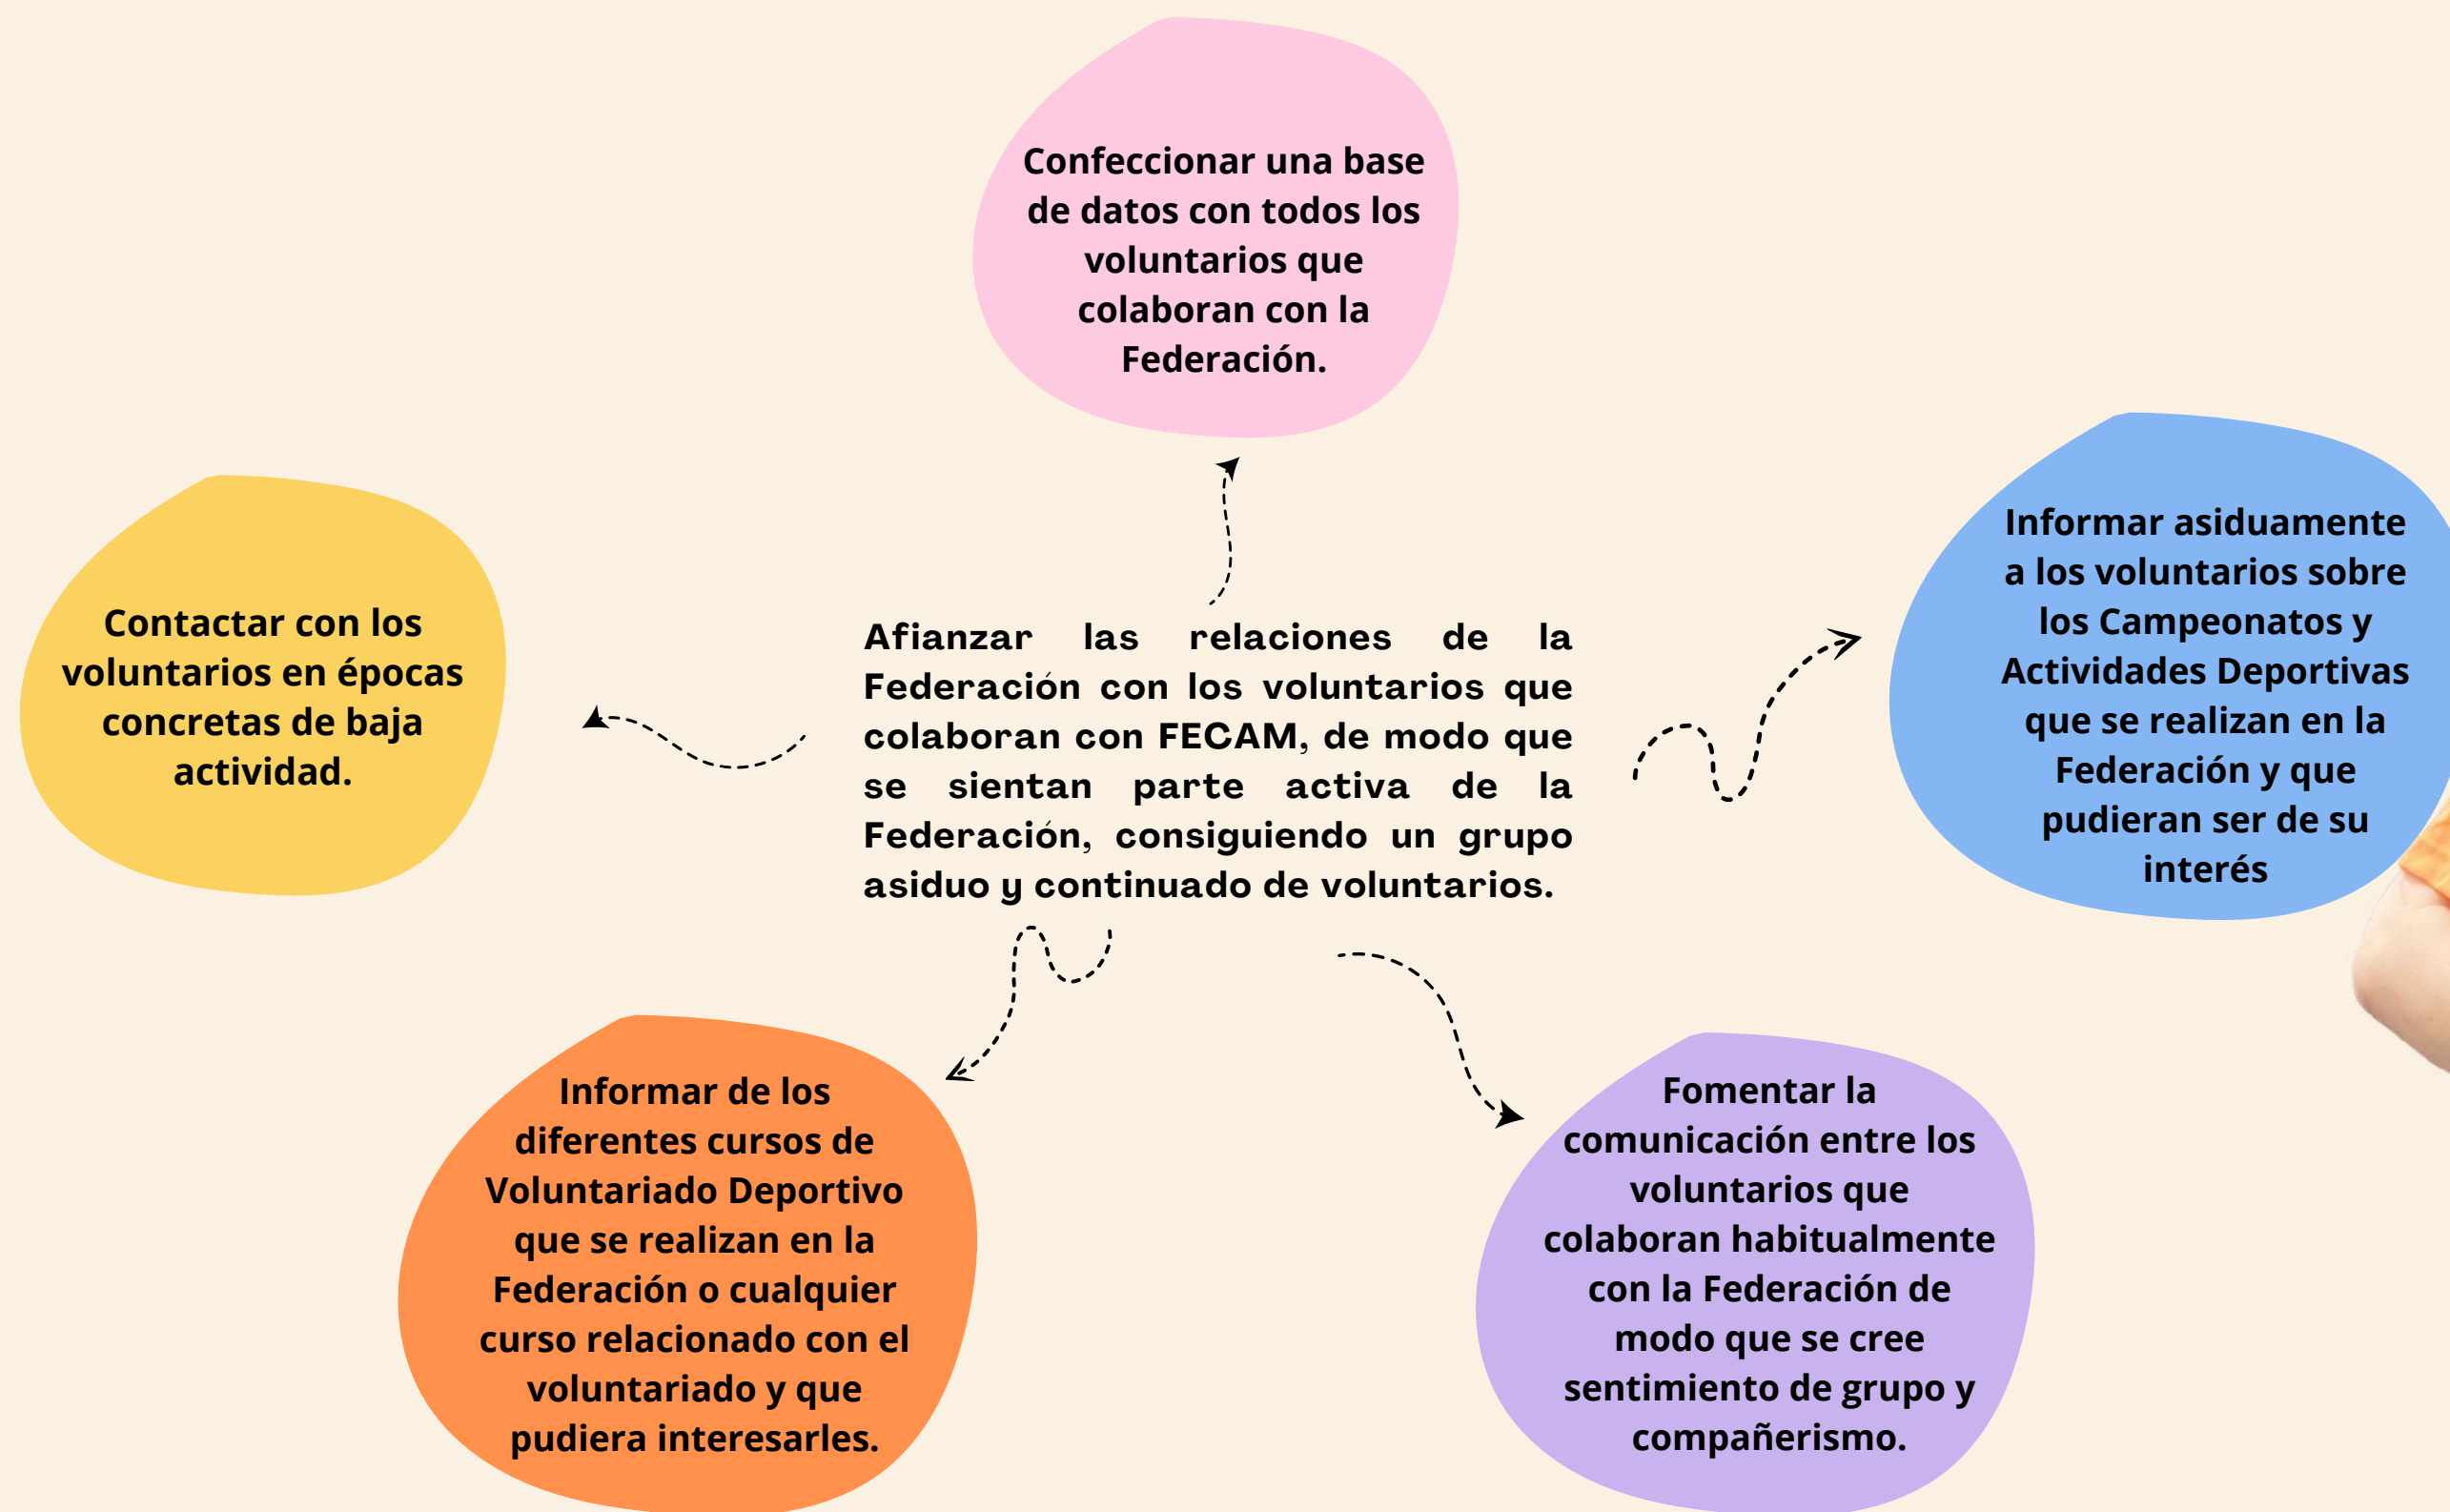 Confeccionar una base
de datos con todos los
voluntarios que
colaboran con la
Federación.
Informar asiduamente
a los voluntarios sobre
los Campeonatos y
Actividades Deportivas
que se realizan en la
Federación y que
pudieran ser de su
interés
Contactar con los
voluntarios en épocas
concretas de baja
actividad.
Afianzar las relaciones de la
Federación con los voluntarios que
colaboran con FECAM, de modo que
se sientan parte activa de la
Federación, consiguiendo un grupo
asiduo y continuado de voluntarios.
Informar de los
diferentes cursos de
Voluntariado Deportivo
que se realizan en la
Federación o cualquier
curso relacionado con el
voluntariado y que
pudiera interesarles.
Fomentar la
comunicación entre los
voluntarios que
colaboran habitualmente
con la Federación de
modo que se cree
sentimiento de grupo y
compañerismo.